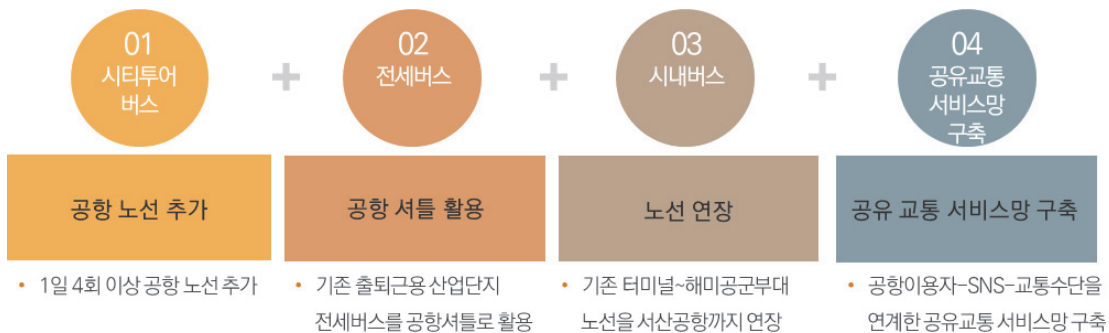 01
시티투어
버스
02
전세버스
03
시내버스
04
공유교통
서비스망
구축
공항 노선 추가
공항 셔틀 활용
노선 연장
공유 교통 서비스망 구축
• 1일 4회 이상 공항 노선 추가
• 기존 출퇴근용 산업단지
전세버스를 공항셔틀로 활용
• 기존 터미널~해미공군부대
노선을 서산공항까지 연장
• 공항이용자-SNS-교통수단을
연계한 공유교통 서비스망 구축